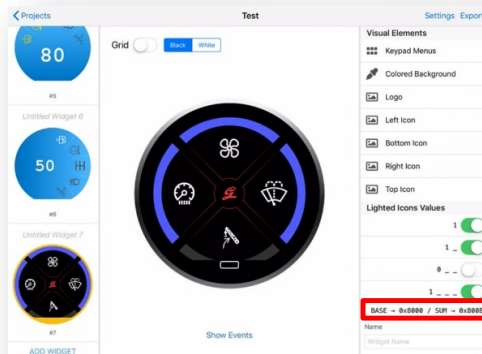 Projects
Test
Settings Export
Grid
Black White
80
#5
Untitled Widget 6
50
#6
Untitled Widget 7
#7
ADD WIDGET
Show Events
Visual Elements
Keypad Menus
Colored Background
Logo
Left Icon
Bottom Icon
Right Icon
Top Icon
Lighted Icons Values
1
1 _
0 _ _
1 _ _ _
BASE → 0x8000 / SUM → 0x800B
Name
Widget Name